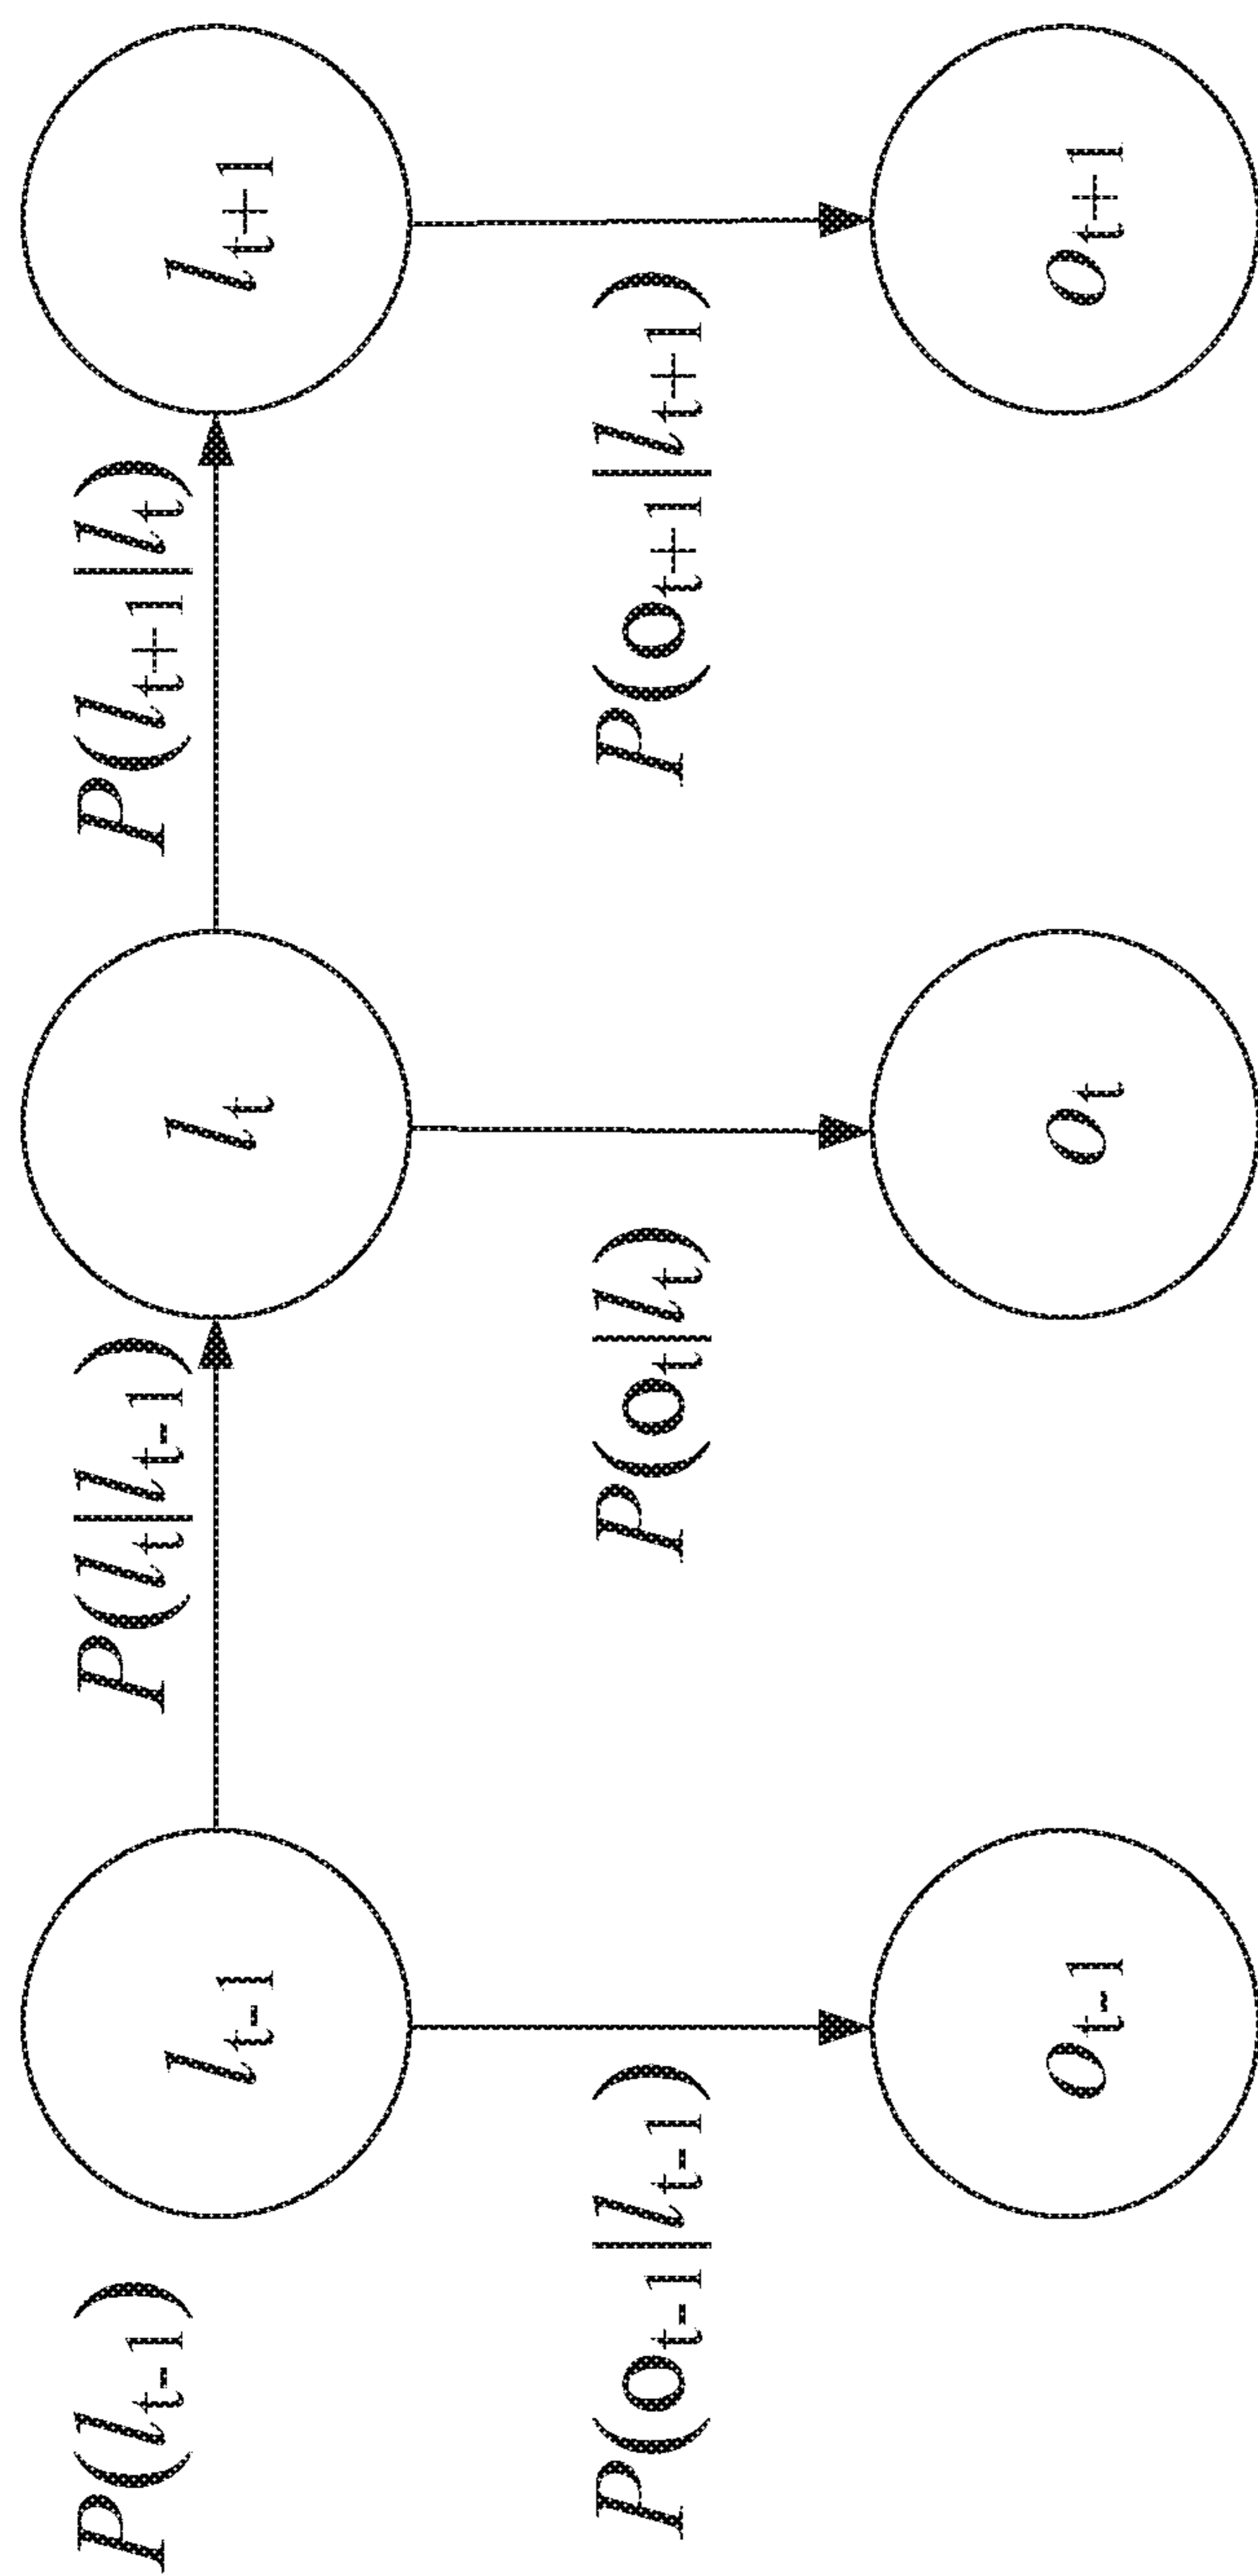 P(l_{t-1})
l_{t-1}
P(l_t|l_{t-1})
l_t
P(l_{t+1}|l_t)
l_{t+1}
P(o_{t-1}|l_{t-1})
P(o_t|l_t)
P(o_{t+1}|l_{t+1})
o_{t-1}
o_t
o_{t+1}